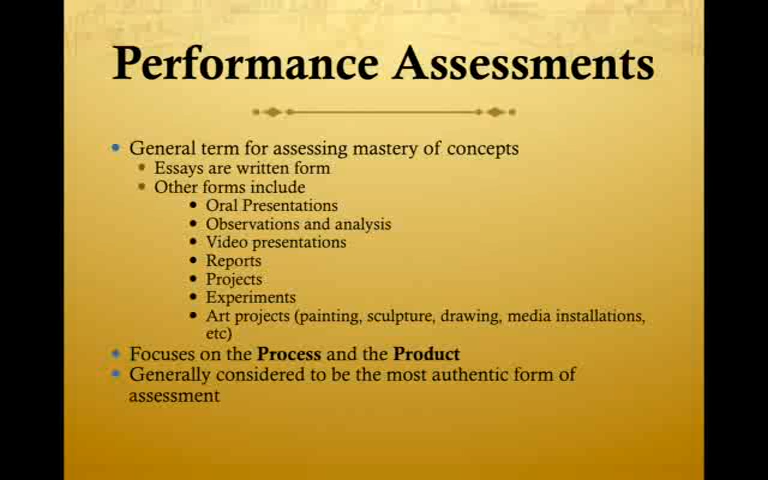 Performance Assessments
General term for assessing mastery of concepts
Essays are written form
Other forms include
Oral Presentations
Observations and analysis
Video presentations
Reports
Projects
Experiments
Art projects (painting, sculpture, drawing, media installations,
etc)
Focuses on the Process and the Product
Generally considered to be the most authentic form of
assessment